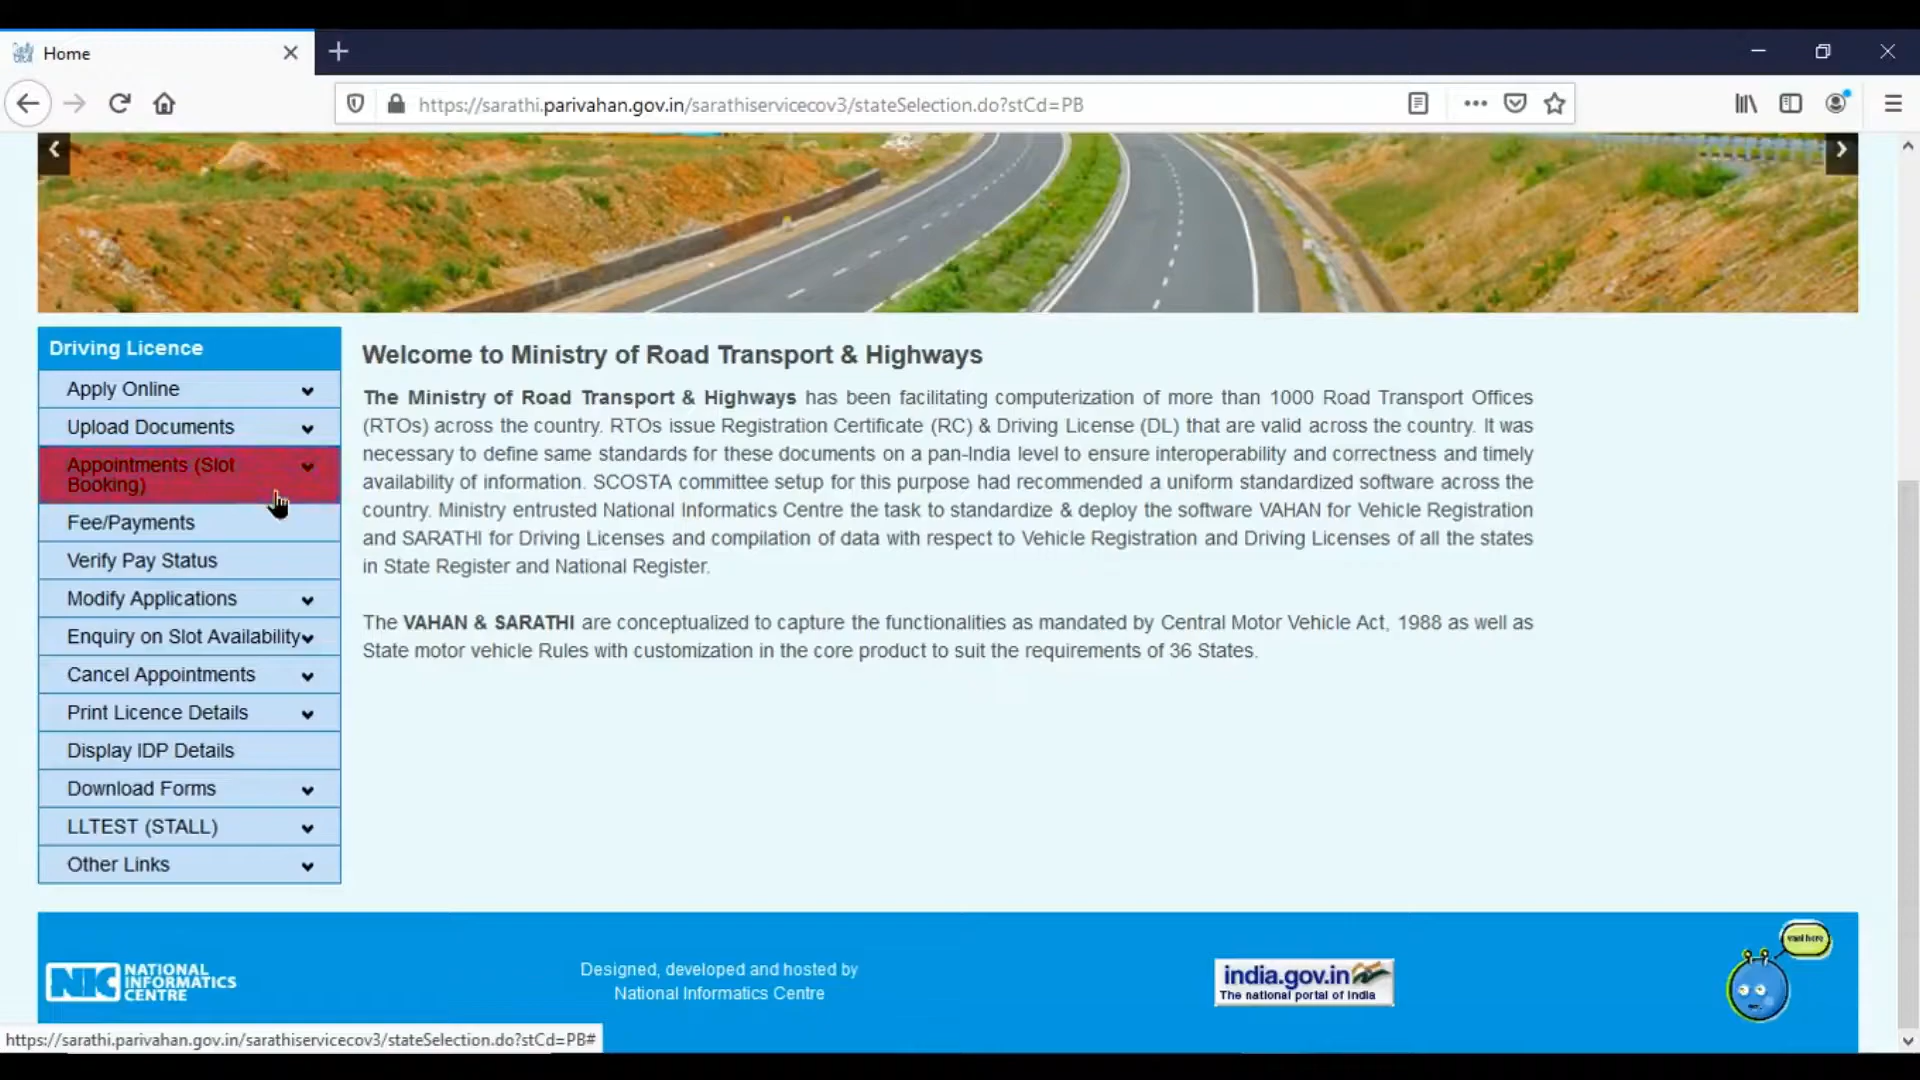 Home
https://sarathi.parivahan.gov.in/sarathiservicecov3/stateSelection.do?stCd=PB
Driving Licence
Apply Online
Upload Documents
Appointments (Slot
Booking)
Fee/Payments
Verify Pay Status
Modify Applications
Enquiry on Slot Availability
Cancel Appointments
Print Licence Details
Display IDP Details
Download Forms
LLTEST (STALL)
Other Links
Welcome to Ministry of Road Transport & Highways
The Ministry of Road Transport & Highways has been facilitating computerization of more than 1000 Road Transport Offices
(RTOs) across the country. RTOs issue Registration Certificate (RC) & Driving License (DL) that are valid across the country. It was
necessary to define same standards for these documents on a pan-India level to ensure interoperability and correctness and timely
availability of information. SCOSTA committee setup for this purpose had recommended a uniform standardized software across the
country. Ministry entrusted National Informatics Centre the task to standardize & deploy the software VAHAN for Vehicle Registration
and SARATHI for Driving Licenses and compilation of data with respect to Vehicle Registration and Driving Licenses of all the states
in State Register and National Register.
The VAHAN & SARATHI are conceptualized to capture the functionalities as mandated by Central Motor Vehicle Act, 1988 as well as
State motor vehicle Rules with customization in the core product to suit the requirements of 36 States.
NIC NATIONAL
INFORMATICS
CENTRE
Designed, developed and hosted by
National Informatics Centre
india.gov.in
The national portal of India
https://sarathi.parivahan.gov.in/sarathiservicecov3/stateSelection.do?stCd=PB#